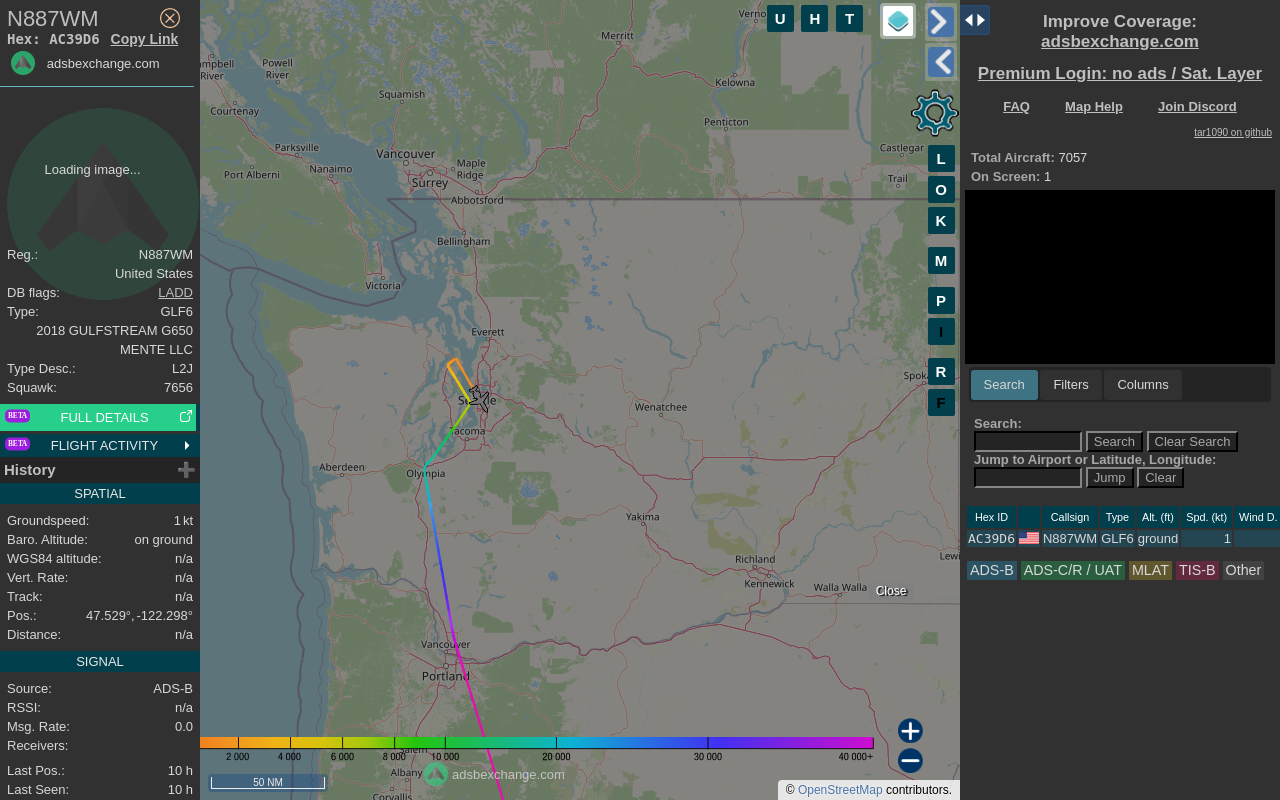 N887WM
Hex: AC39D6 Copy Link
adsbexchange.com
Loading image...
Reg.: N887WM
United States
DB flags: LADD
Type: GLF6
2018 GULFSTREAM G650
MENTE LLC
Type Desc.: L2J
Squawk: 7656
BETA FULL DETAILS
BETA FLIGHT ACTIVITY
History
SPATIAL
Groundspeed: 1 kt
Baro. Altitude: on ground
WGS84 altitude: n/a
Vert. Rate: n/a
Track: n/a
Pos.: 47.529°, -122.298°
Distance: n/a
SIGNAL
Source: ADS-B
RSSI: n/a
Msg. Rate: 0.0
Receivers:
Last Pos.: 10 h
Last Seen: 10 h
Merritt
Powell
River
River
Squamish
Courtenay
Kelowna
Penticton
Parksville
Nanaimo
Port Alberni
Vancouver
Surrey
Maple
Ridge
Abbotsford
Castlegar
Trail
Bellingham
Victoria
Everett
Tacoma
Wenatchee
Aberdeen
Olympia
Yakima
Richland
Kennewick
Walla Walla
Close
Vancouver
Portland
Albany
Corvallis
U H T
L
O
K
M
P
I
R
F
2 000 4 000 6 000 8 000 10 000 20 000 30 000 40 000+
adsbexchange.com
50 NM
© OpenStreetMap contributors.
Improve Coverage:
adsbexchange.com
Premium Login: no ads / Sat. Layer
FAQ Map Help Join Discord
tar1090 on github
Total Aircraft: 7057
On Screen: 1
Search Filters Columns
Search:
Search Clear Search
Jump to Airport or Latitude, Longitude:
Jump Clear
Hex ID Callsign Type Alt. (ft) Spd. (kt) Wind D.
AC39D6 N887WM GLF6 ground 1
ADS-B ADS-C/R / UAT MLAT TIS-B Other